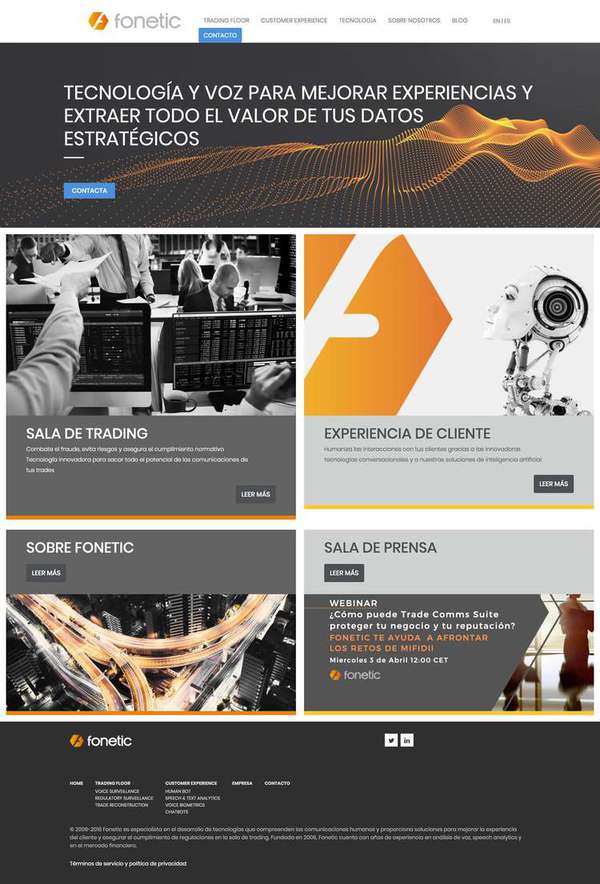 fonetic
TRADING FLOOR CUSTOMER EXPERIENCE TECNOLOGIA SOBRE NOSOTROS BLOG EN | ES
CONTACTO
TECNOLOGÍA Y VOZ PARA MEJORAR EXPERIENCIAS Y
EXTRAER TODO EL VALOR DE TUS DATOS
ESTRATÉGICOS
CONTACTA
SALA DE TRADING
Combate el fraude, evita riesgos y asegura el cumplimiento normativo
Tecnología innovadora para sacar todo el potencial de las comunicaciones de
tus trades
LEER MÁS
EXPERIENCIA DE CLIENTE
Humaniza las interacciones con tus clientes gracias a las innovadoras
tecnologías conversacionales y a nuestras soluciones de inteligencia artificial
LEER MÁS
SOBRE FONETIC
LEER MÁS
SALA DE PRENSA
LEER MÁS
WEBINAR
¿Cómo puede Trade Comms Suite
proteger tu negocio y tu reputación?
FONETIC TE AYUDA A AFRONTAR
LOS RETOS DE MIFIDII
Miercoles 3 de Abril 12:00 CET
fonetic
fonetic
HOME TRADING FLOOR CUSTOMER EXPERIENCE EMPRESA CONTACTO
VOICE SURVEILLANCE HUMAN BOT
REGULATORY SURVEILLANCE SPEECH & TEXT ANALYTICS
TRADE RECONSTRUCTION VOICE BIOMETRICS
CHATBOTS
© 2006-2018 Fonetic es especialista en el desarrollo de tecnologías que comprenden las comunicaciones humanas y proporciona soluciones para mejorar la experiencia
del cliente y asegurar el cumplimiento de regulaciones en la sala de trading. Fundada en 2006, Fonetic cuenta con años de experiencia en análisis de voz, speech analytics y
en el mercado financiero.
Términos de servicio y política de privacidad